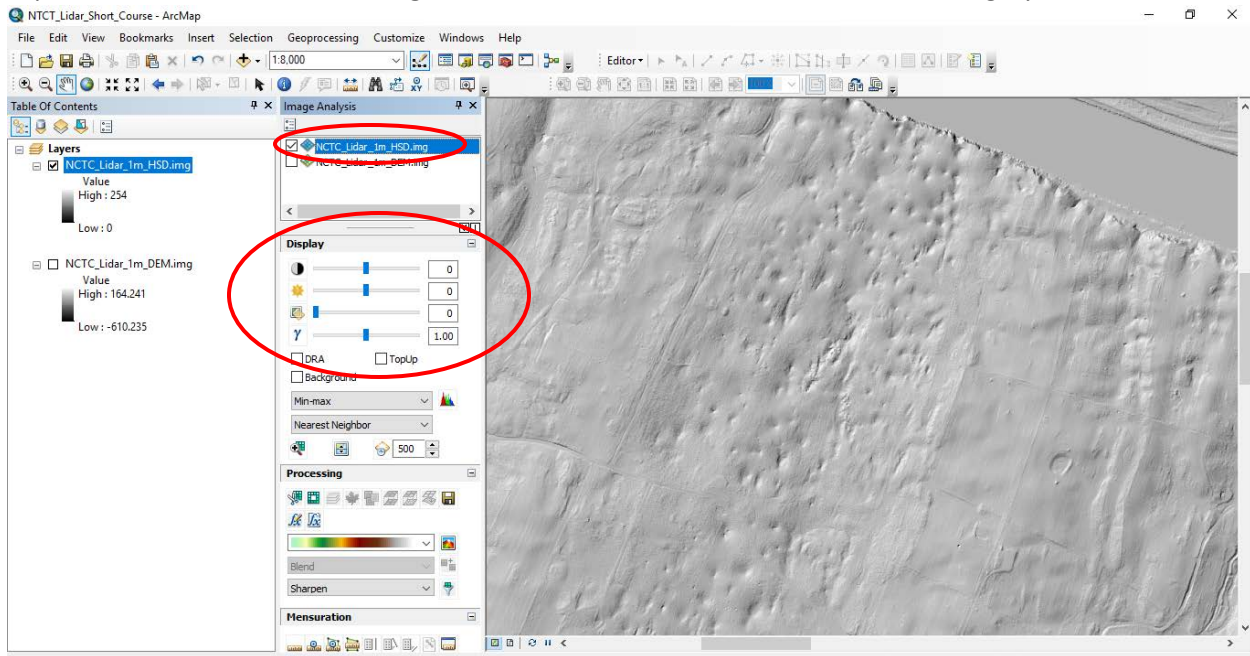 NTCT_Lidar_Short_Course - ArcMap
File Edit View Bookmarks Insert Selection Geoprocessing Customize Windows Help
1:8,000
Editor
Table Of Contents
Layers
NCTC_Lidar_1m_HSD.img
Value
High : 254
Low : 0
NCTC_Lidar_1m_DEM.img
Value
High : 164.241
Low : -610.235
Image Analysis
NCTC_Lidar_1m_HSD.img
NCTC_Lidar_1m_DEM.img
Display
0
0
0
γ 1.00
DRA TopUp
Background
Min-max
Nearest Neighbor
500
Processing
Blend
Sharpen
Mensuration